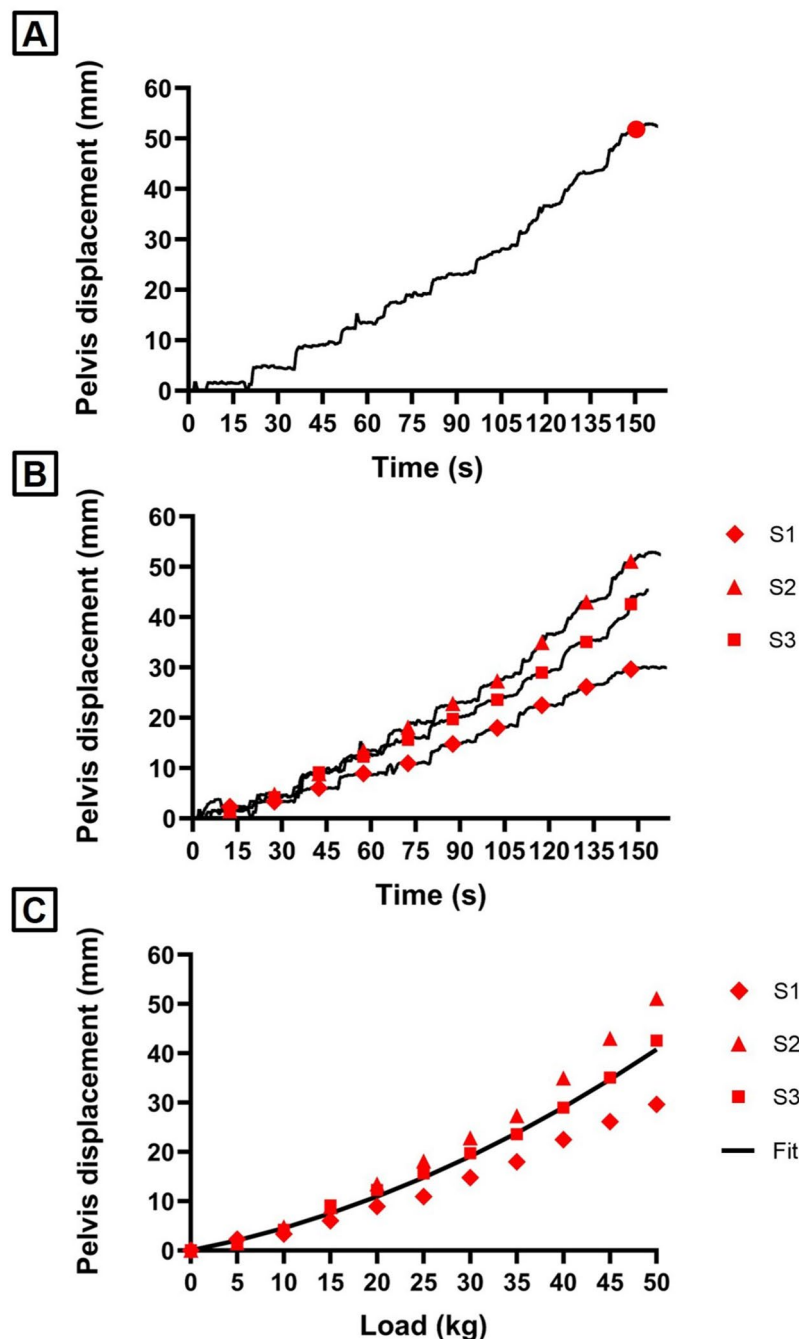 A
Pelvis displacement (mm)
60
50
40
30
20
10
0
0 15 30 45 60 75 90 105 120 135 150
Time (s)
B
Pelvis displacement (mm)
60
50
40
30
20
10
0
0 15 30 45 60 75 90 105 120 135 150
Time (s)
S1
S2
S3
C
Pelvis displacement (mm)
60
50
40
30
20
10
0
0 5 10 15 20 25 30 35 40 45 50
Load (kg)
S1
S2
S3
Fit